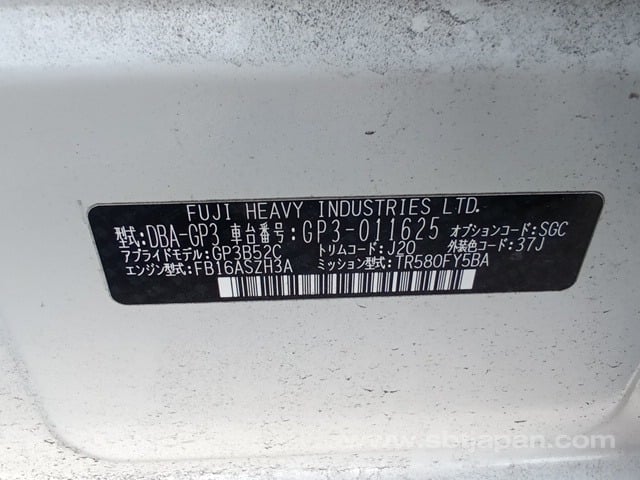 FUJI HEAVY INDUSTRIES LTD.
型式: DBA-GP3 車台番号: GP3-011625 オプションコード: SGC
アプライドモデル: GP3B52C トリムコード: J20 外装色コード: 37J
エンジン型式: FB16ASZH3A ミッション型式: TR580FY5BA
www.sbtjapan.com